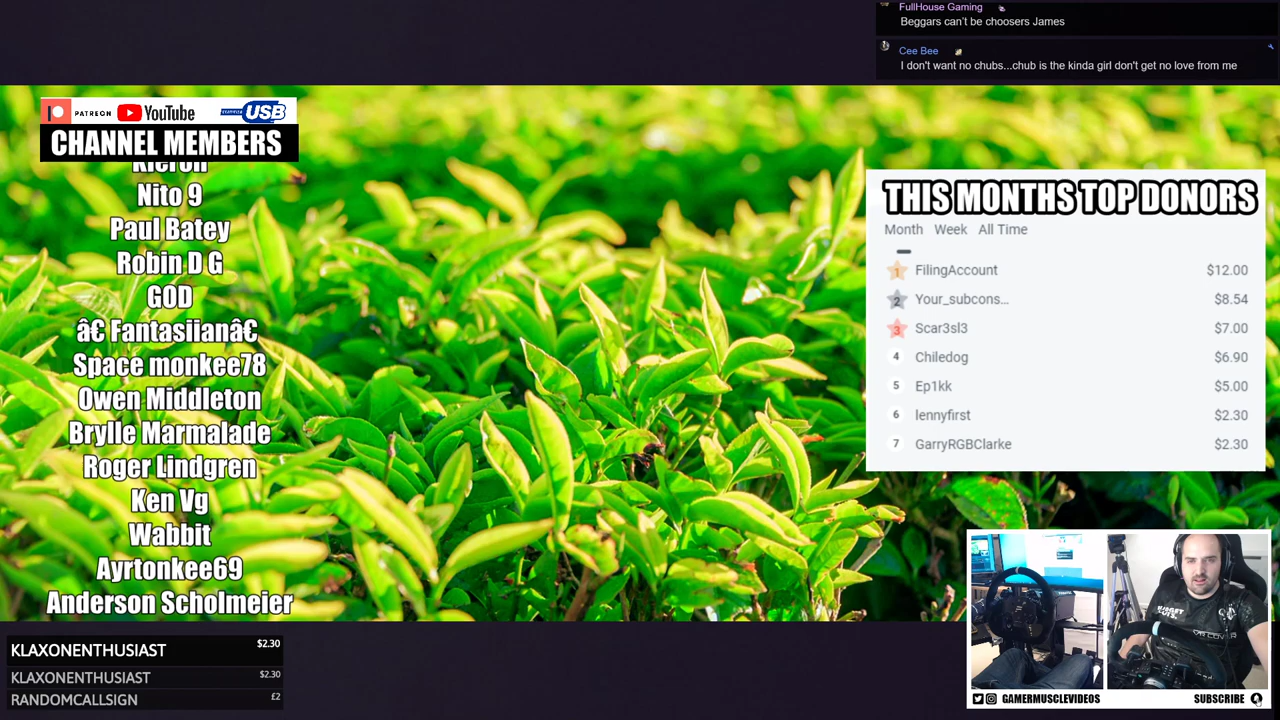 FullHouse Gaming
Beggars can't be choosers James
Cee Bee
I don't want no chubs...chub is the kinda girl don't get no love from me
PATREON YouTube USB
CHANNEL MEMBERS
Kieron
Nito 9
Paul Batey
Robin D G
GOD
â€ Fantasiianâ€
Space monkee78
Owen Middleton
Brylle Marmalade
Roger Lindgren
Ken Vg
Wabbit
Ayrtonkee69
Anderson Scholmeier
THIS MONTHS TOP DONORS
Month Week All Time
1 FilingAccount $12.00
2 Your_subcons... $8.54
3 Scar3sl3 $7.00
4 Chiledog $6.90
5 Ep1kk $5.00
6 lennyfirst $2.30
7 GarryRGBClarke $2.30
KLAXONENTHUSIAST $2.30
KLAXONENTHUSIAST $2.30
RANDOMCALLSIGN £2
GAMERMUSCLEVIDEOS SUBSCRIBE